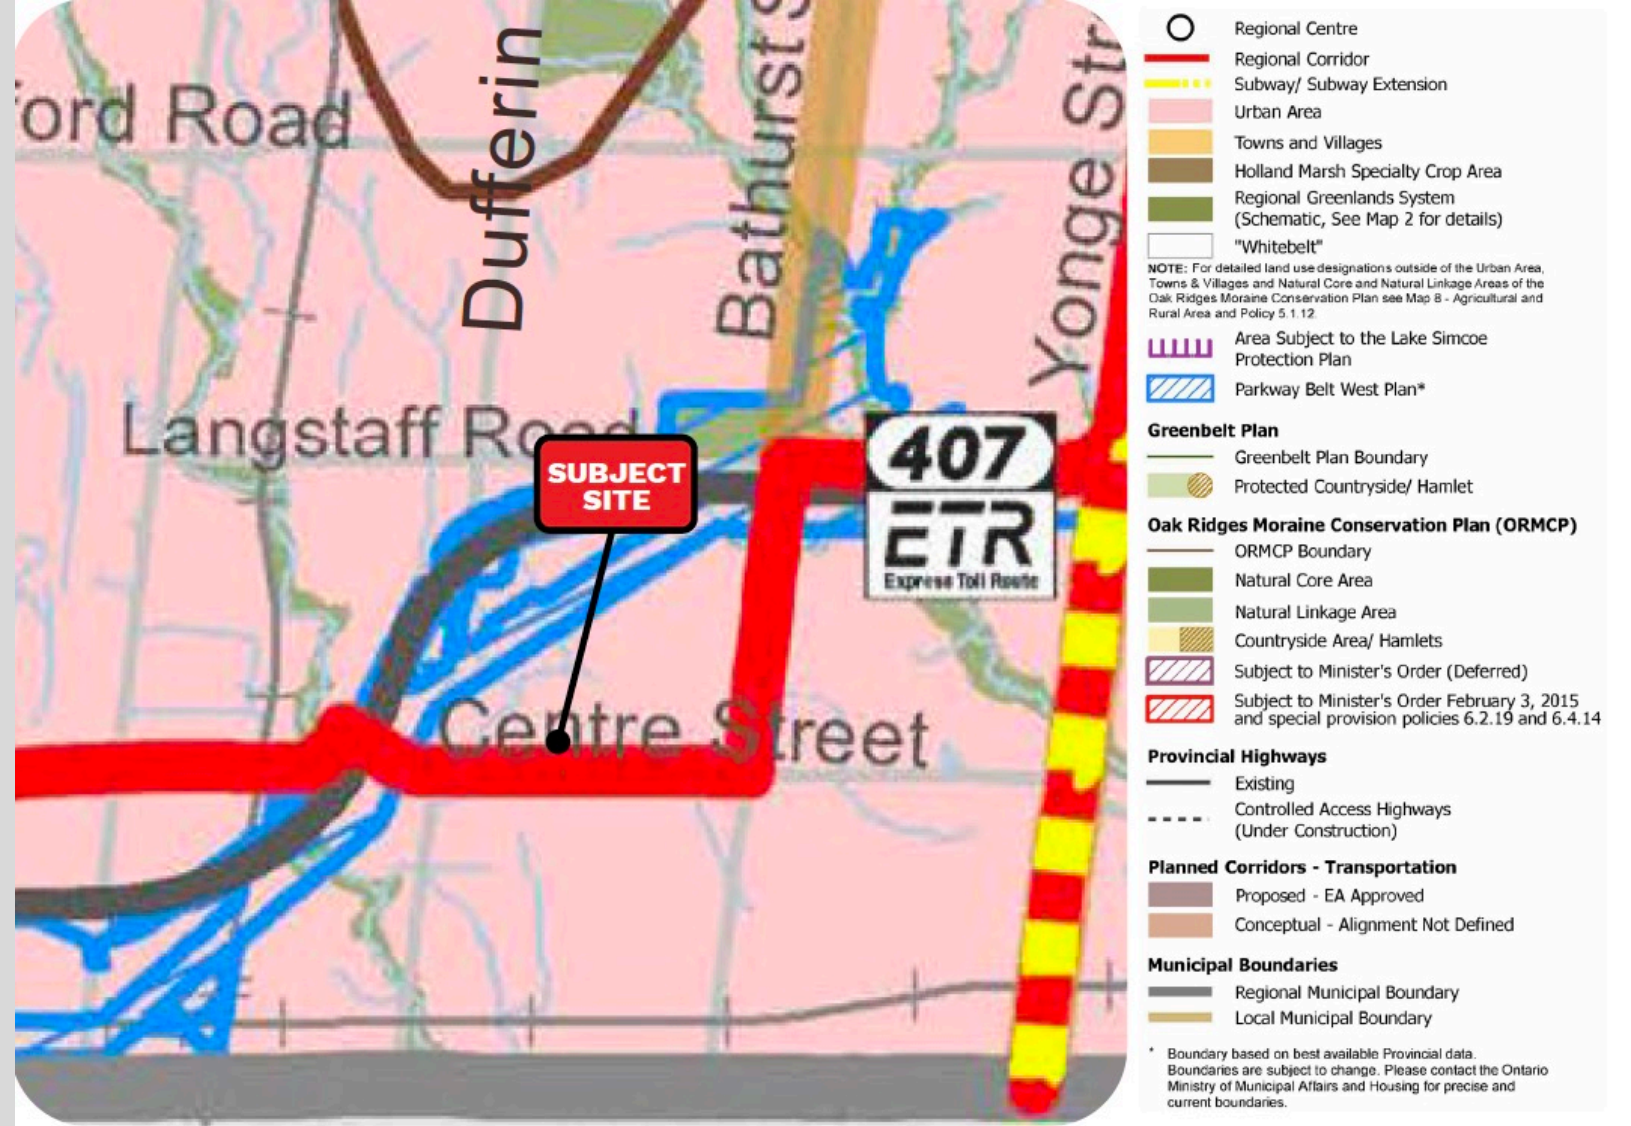 ford Road
Dufferin
Bathurst S
Yonge Str
Langstaff Road
SUBJECT
SITE
407
ETR
Express Toll Route
Centre Street
Regional Centre
Regional Corridor
Subway/ Subway Extension
Urban Area
Towns and Villages
Holland Marsh Specialty Crop Area
Regional Greenlands System
(Schematic, See Map 2 for details)
"Whitebelt"
NOTE: For detailed land use designations outside of the Urban Area,
Towns & Villages and Natural Core and Natural Linkage Areas of the
Oak Ridges Moraine Conservation Plan see Map 8 - Agricultural and
Rural Area and Policy 5.1.12.
Area Subject to the Lake Simcoe
Protection Plan
Parkway Belt West Plan*
Greenbelt Plan
Greenbelt Plan Boundary
Protected Countryside/ Hamlet
Oak Ridges Moraine Conservation Plan (ORMCP)
ORMCP Boundary
Natural Core Area
Natural Linkage Area
Countryside Area/ Hamlets
Subject to Minister's Order (Deferred)
Subject to Minister's Order February 3, 2015
and special provision policies 6.2.19 and 6.4.14
Provincial Highways
Existing
Controlled Access Highways
(Under Construction)
Planned Corridors - Transportation
Proposed - EA Approved
Conceptual - Alignment Not Defined
Municipal Boundaries
Regional Municipal Boundary
Local Municipal Boundary
* Boundary based on best available Provincial data.
Boundaries are subject to change. Please contact the Ontario
Ministry of Municipal Affairs and Housing for precise and
current boundaries.